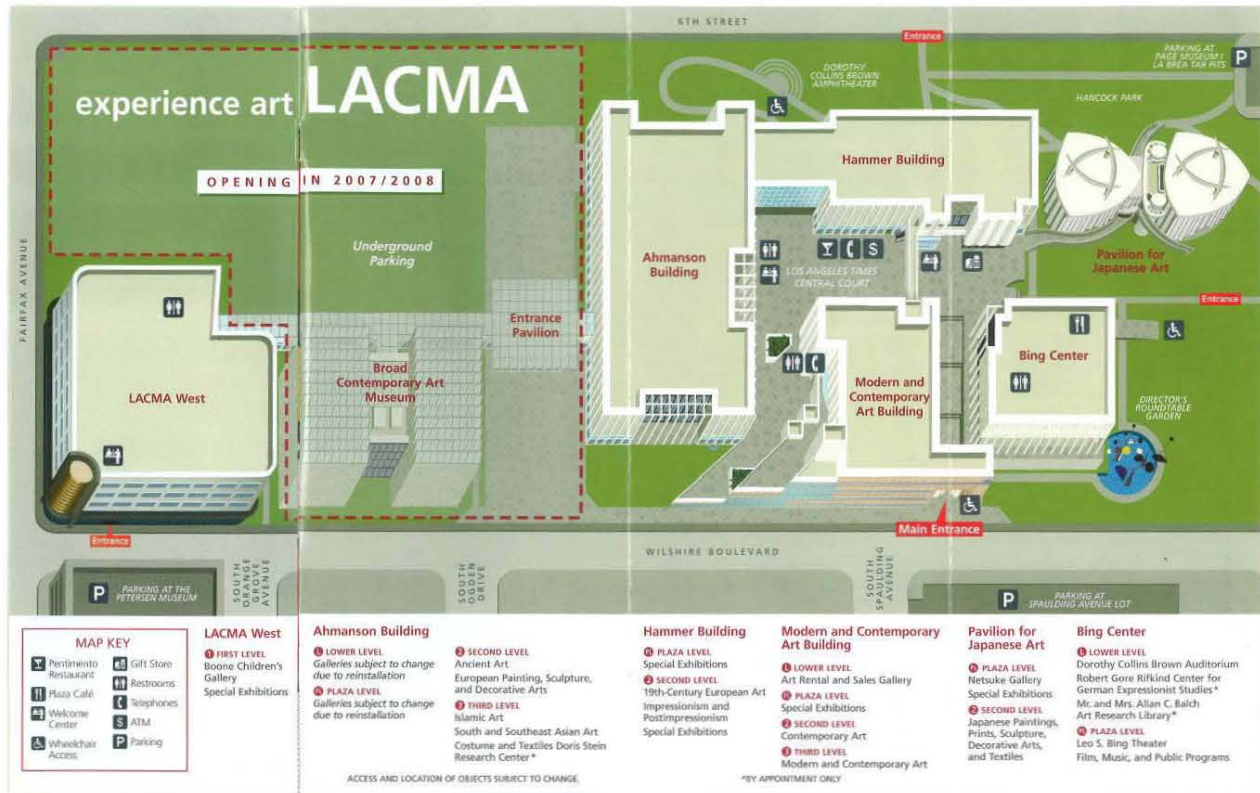 6TH STREET
experience art LACMA
OPENING IN 2007/2008
Entrance
DOROTHY
COLLINS BROWN
AMPHITHEATER
PARKING AT
PAGE MUSEUM /
LA BREA TAR PITS
P
HANCOCK PARK
Hammer Building
FAIRFAX AVENUE
Underground
Parking
Ahmanson
Building
S
LOS ANGELES TIMES
CENTRAL COURT
Pavilion for
Japanese Art
Entrance
Entrance
Pavilion
Broad
Contemporary Art
Museum
LACMA West
Modern and
Contemporary
Art Building
Bing Center
DIRECTOR'S
ROUNDTABLE
GARDEN
Entrance
Main Entrance
WILSHIRE BOULEVARD
P PARKING AT THE
PETERSEN MUSEUM
SOUTH
ORANGE
GROVE
AVENUE
SOUTH
OGDEN
DRIVE
SOUTH
SPAULDING
AVENUE
P PARKING AT
SPAULDING AVENUE LOT
MAP KEY
Pentimento
Restaurant
Plaza Café
Welcome
Center
Wheelchair
Access
Gift Store
Restrooms
Telephones
S ATM
P Parking
LACMA West
1 FIRST LEVEL
Boone Children's
Gallery
Special Exhibitions
Ahmanson Building
L LOWER LEVEL
Galleries subject to change
due to reinstallation
PL PLAZA LEVEL
Galleries subject to change
due to reinstallation
2 SECOND LEVEL
Ancient Art
European Painting, Sculpture,
and Decorative Arts
3 THIRD LEVEL
Islamic Art
South and Southeast Asian Art
Costume and Textiles Doris Stein
Research Center*
Hammer Building
PL PLAZA LEVEL
Special Exhibitions
2 SECOND LEVEL
19th-Century European Art
Impressionism and
Postimpressionism
Special Exhibitions
Modern and Contemporary
Art Building
L LOWER LEVEL
Art Rental and Sales Gallery
PL PLAZA LEVEL
Special Exhibitions
2 SECOND LEVEL
Contemporary Art
3 THIRD LEVEL
Modern and Contemporary Art
Pavilion for
Japanese Art
PL PLAZA LEVEL
Netsuke Gallery
Special Exhibitions
2 SECOND LEVEL
Japanese Paintings,
Prints, Sculpture,
Decorative Arts,
and Textiles
Bing Center
L LOWER LEVEL
Dorothy Collins Brown Auditorium
Robert Gore Rifkind Center for
German Expressionist Studies*
Mr. and Mrs. Allan C. Balch
Art Research Library*
PL PLAZA LEVEL
Leo S. Bing Theater
Film, Music, and Public Programs
ACCESS AND LOCATION OF OBJECTS SUBJECT TO CHANGE.
*BY APPOINTMENT ONLY